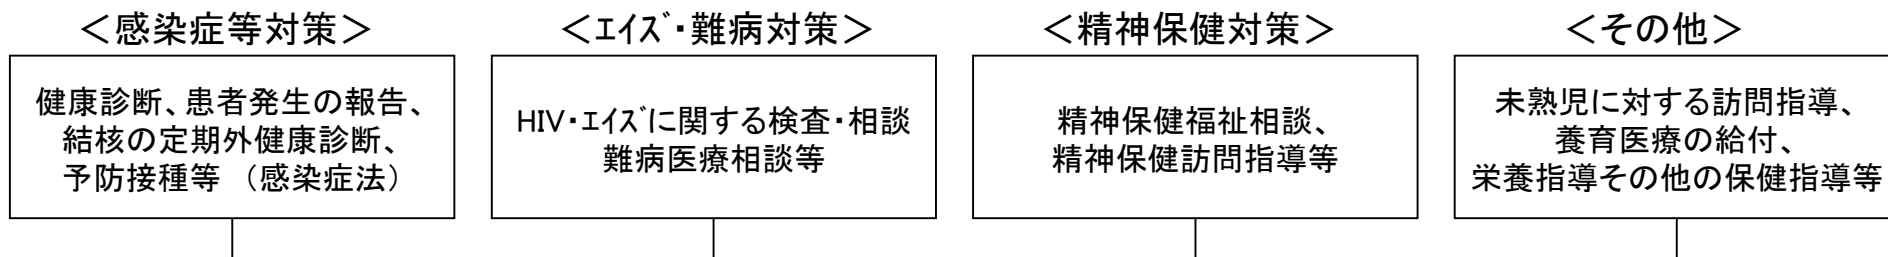 ＜感染症等対策＞
健康診断、患者発生の報告、
結核の定期外健康診断、
予防接種等　（感染症法）
＜ｴｲｽﾞ・難病対策＞
HIV・ｴｲｽﾞに関する検査・相談
難病医療相談等
＜精神保健対策＞
精神保健福祉相談、
精神保健訪問指導等
＜その他＞
未熟児に対する訪問指導、
養育医療の給付、
栄養指導その他の保健指導等